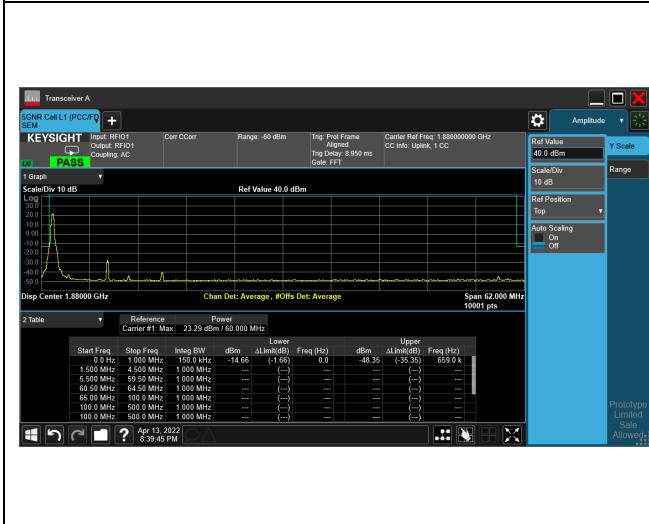 Transceiver A
5GNR Cell L1 (PCC/FD
SEM
+
Amplitude
KEYSIGHT
Input: RFIO1
Output: RFIO1
Coupling: AC
Corr CCorr
Range: -60 dBm
Trig: Prot Frame
Aligned
Trig Delay: 8.950 ms
Gate: FFT
Carrier Ref Freq: 1.880000000 GHz
CC Info: Uplink, 1 CC
PASS
Ref Value
40.0 dBm
Y Scale
Scale/Div
10 dB
Range
Ref Position
Top
Auto Scaling
On
Off
1 Graph
Scale/Div 10 dB
Ref Value 40.0 dBm
Log
30.0
20.0
10.0
0.00
-10.0
-20.0
-30.0
-40.0
-50.0
Disp Center 1.88000 GHz
Chan Det: Average , #Offs Det: Average
Span 62.000 MHz
10001 pts
2 Table
Reference Power
Carrier #1: Max 23.29 dBm / 60.000 MHz
Lower Upper
Start Freq Stop Freq Integ BW dBm ΔLimit(dB) Freq (Hz) dBm ΔLimit(dB) Freq (Hz)
0.0 Hz 1.000 MHz 150.0 kHz -14.66 (-1.66) 0.0 -48.35 (-35.35) 659.0 k
1.500 MHz 4.500 MHz 1.000 MHz --- (---) --- --- (---) ---
5.500 MHz 59.50 MHz 1.000 MHz --- (---) --- --- (---) ---
60.50 MHz 64.50 MHz 1.000 MHz --- (---) --- --- (---) ---
65.00 MHz 100.0 MHz 1.000 MHz --- (---) --- --- (---) ---
100.0 MHz 500.0 MHz 1.000 MHz --- (---) --- --- (---) ---
100.0 MHz 500.0 MHz 1.000 MHz --- (---) --- --- (---) ---
Prototype
Limited
Sale
Allowed
?
Apr 13, 2022
8:39:45 PM